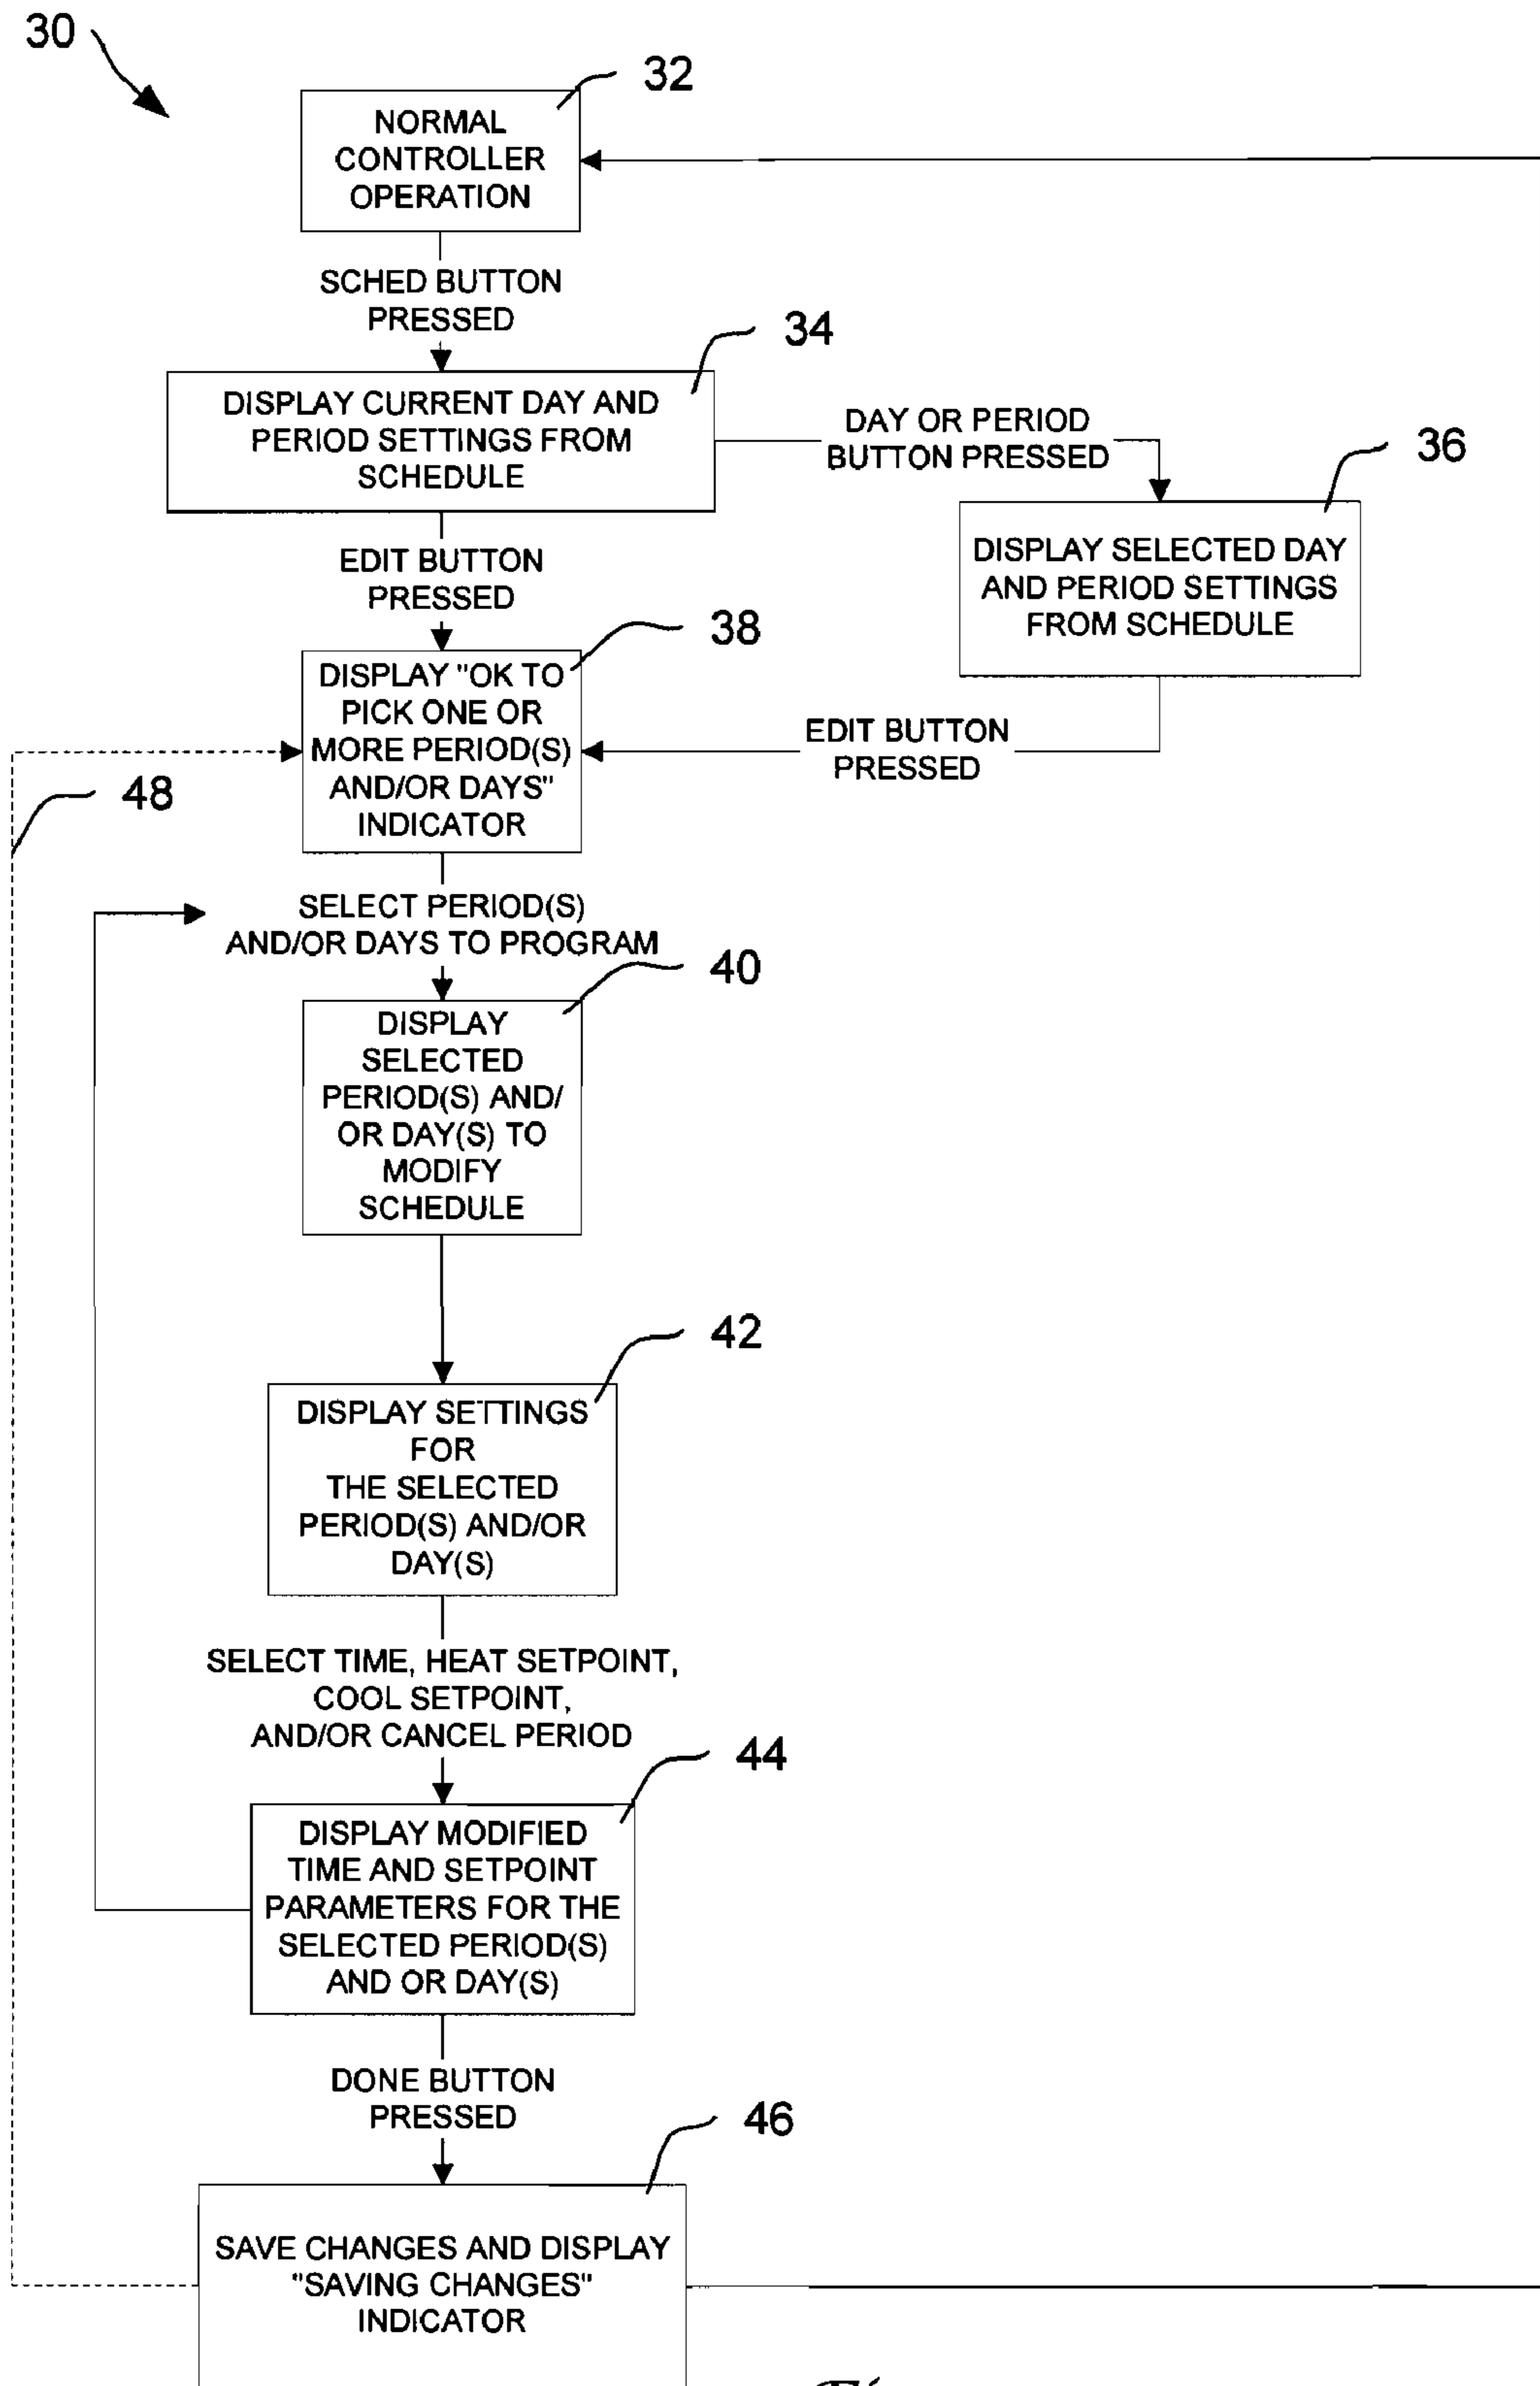 30
32
NORMAL
CONTROLLER
OPERATION
SCHED BUTTON
PRESSED
34
DISPLAY CURRENT DAY AND
PERIOD SETTINGS FROM
SCHEDULE
DAY OR PERIOD
BUTTON PRESSED
36
DISPLAY SELECTED DAY
AND PERIOD SETTINGS
FROM SCHEDULE
EDIT BUTTON
PRESSED
38
DISPLAY "OK TO
PICK ONE OR
MORE PERIOD(S)
AND/OR DAYS"
INDICATOR
EDIT BUTTON
PRESSED
48
SELECT PERIOD(S)
AND/OR DAYS TO PROGRAM
40
DISPLAY
SELECTED
PERIOD(S) AND/
OR DAY(S) TO
MODIFY
SCHEDULE
42
DISPLAY SETTINGS
FOR
THE SELECTED
PERIOD(S) AND/OR
DAY(S)
SELECT TIME, HEAT SETPOINT,
COOL SETPOINT,
AND/OR CANCEL PERIOD
44
DISPLAY MODIFIED
TIME AND SETPOINT
PARAMETERS FOR THE
SELECTED PERIOD(S)
AND OR DAY(S)
DONE BUTTON
PRESSED
46
SAVE CHANGES AND DISPLAY
"SAVING CHANGES"
INDICATOR